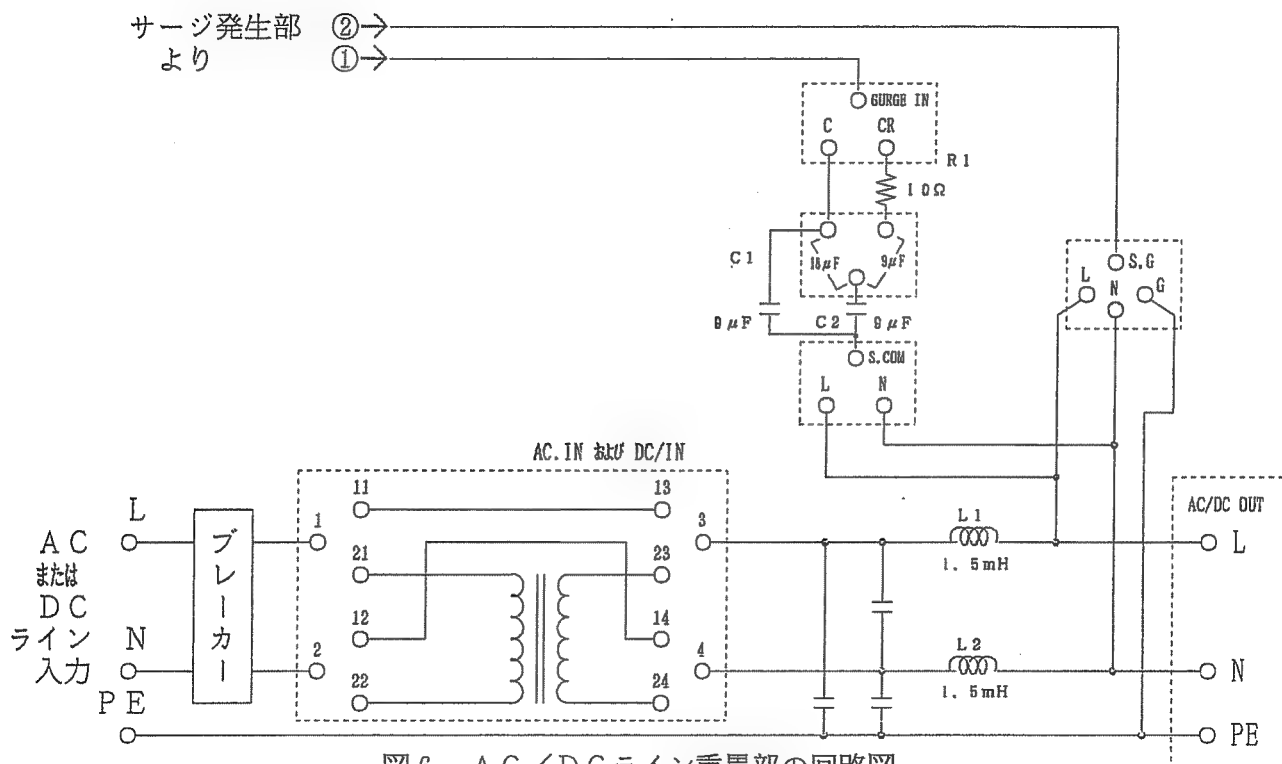 サージ発生部 ②
より ①
GURGE IN
C CR
R1
10Ω
C1
18μF 9μF
9μF C2 9μF
S.COM
L N
S.G
L N G
AC.IN および DC/IN
11 13
1 3
21 23
12 14
2 4
22 24
L
AC
または
DC
ライン
入力
N
PE
ブレーカー
L1
1.5mH
L2
1.5mH
AC/DC OUT
L
N
PE